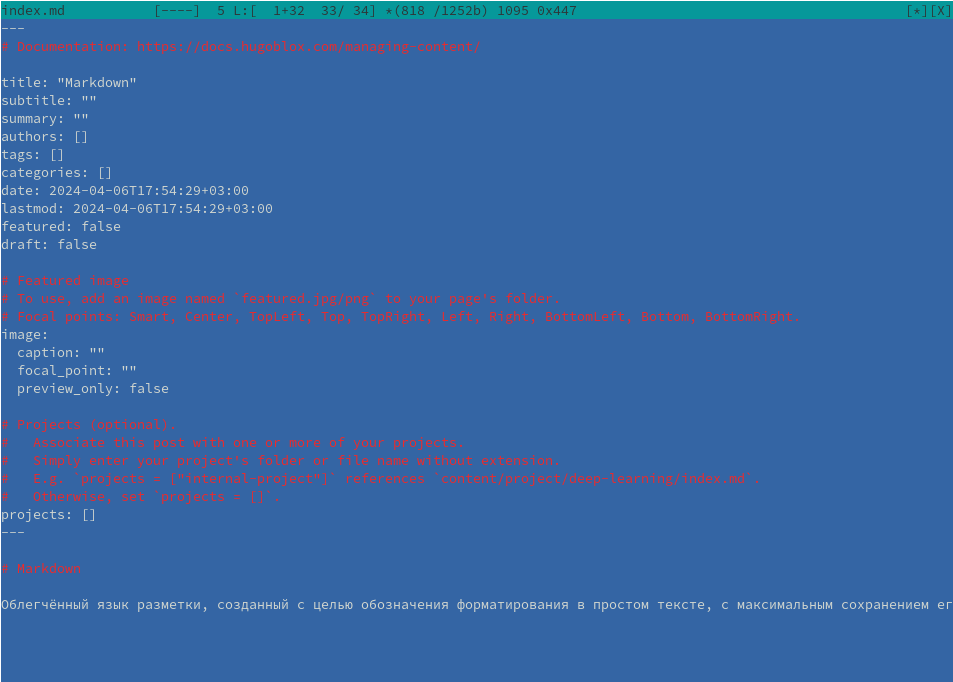 index.md [----] 5 L:[ 1+32 33/ 34] *(818 /1252b) 1095 0x447 [*][X]
---
# Documentation: https://docs.hugoblox.com/managing-content/
title: "Markdown"
subtitle: ""
summary: ""
authors: []
tags: []
categories: []
date: 2024-04-06T17:54:29+03:00
lastmod: 2024-04-06T17:54:29+03:00
featured: false
draft: false
# Featured image
# To use, add an image named `featured.jpg/png` to your page's folder.
# Focal points: Smart, Center, TopLeft, Top, TopRight, Left, Right, BottomLeft, Bottom, BottomRight.
image:
  caption: ""
  focal_point: ""
  preview_only: false
# Projects (optional).
#   Associate this post with one or more of your projects.
#   Simply enter your project's folder or file name without extension.
#   E.g. `projects = ["internal-project"]` references `content/project/deep-learning/index.md`.
#   Otherwise, set `projects = []`.
projects: []
---
# Markdown
Облегчённый язык разметки, созданный с целью обозначения форматирования в простом тексте, с максимальным сохранением ег